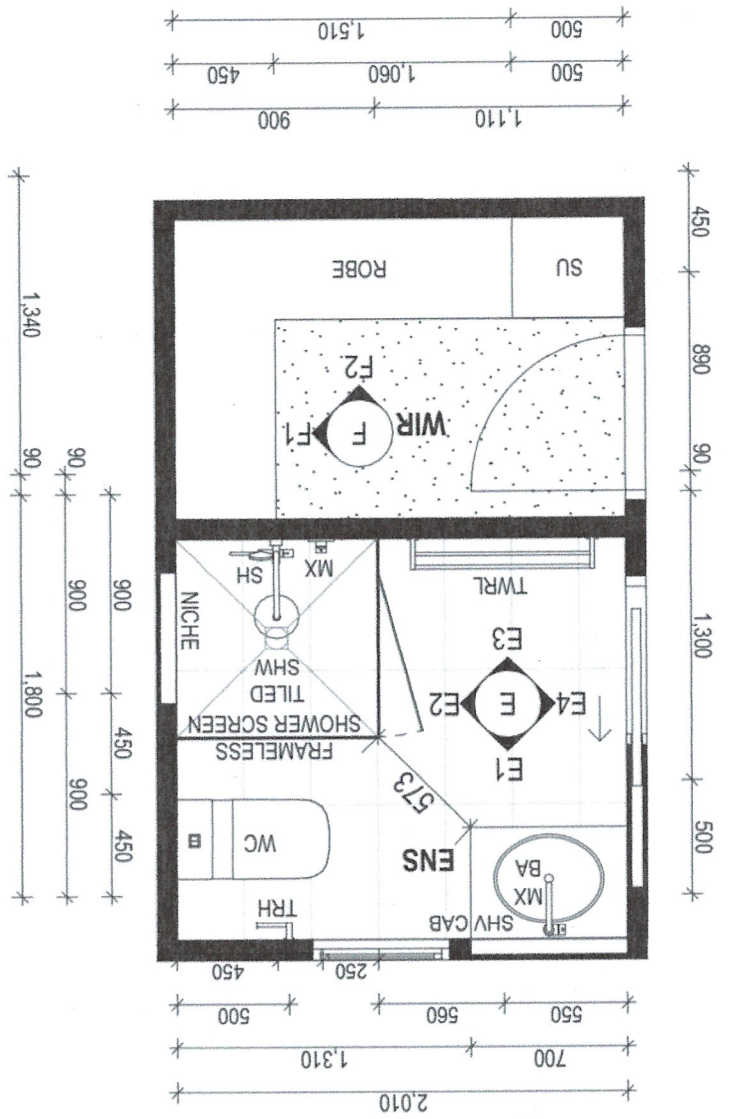 2,010
700 1,310
550 560 500
250 450
SHV CAB
TRH
MX
BA
ENS
WC
573
FRAMELESS
SHOWER SCREEN
TILED
SHW
E1
E4 E E2
E3
NICHE
TWRL
MX SH
WIR
F F1
F2
SU ROBE
500 1,300 90 890 450
450 450 900
900 900 90
1,800 90 1,340
1,110 900
500 1,060 450
500 1,510